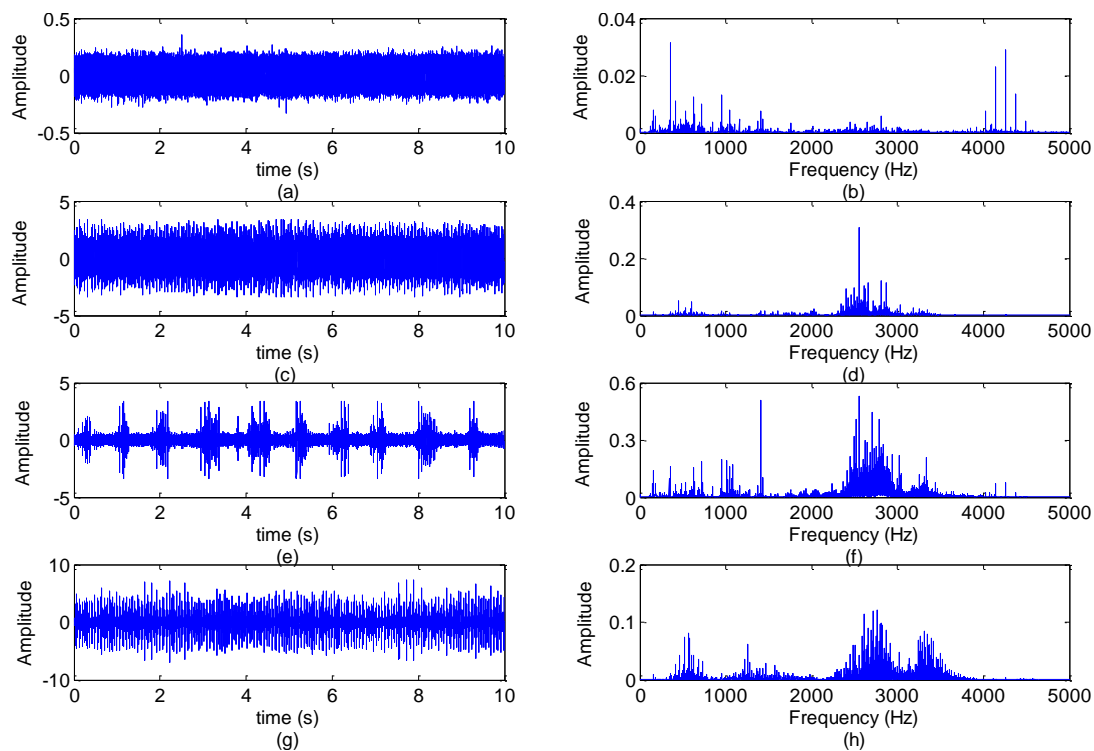 0.5
0
-0.5
Amplitude
0 2 4 6 8 10
time (s)
(a)
0.04
0.02
0
Amplitude
0 1000 2000 3000 4000 5000
Frequency (Hz)
(b)
5
0
-5
Amplitude
0 2 4 6 8 10
time (s)
(c)
0.4
0.2
0
Amplitude
0 1000 2000 3000 4000 5000
Frequency (Hz)
(d)
5
0
-5
Amplitude
0 2 4 6 8 10
time (s)
(e)
0.6
0.3
0
Amplitude
0 1000 2000 3000 4000 5000
Frequency (Hz)
(f)
10
0
-10
Amplitude
0 2 4 6 8 10
time (s)
(g)
0.2
0.1
0
Amplitude
0 1000 2000 3000 4000 5000
Frequency (Hz)
(h)